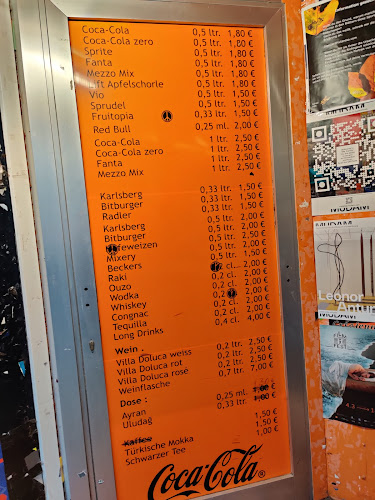 Coca-Cola 0,5 ltr. 1,80 €
Coca-Cola zero 0,5 ltr. 1,80 €
Sprite 0,5 ltr. 1,80 €
Fanta 0,5 ltr. 1,80 €
Mezzo Mix 0,5 ltr. 1,80 €
Lift Apfelschorle 0,5 ltr. 1,80 €
Vio 0,5 ltr. 1,50 €
Sprudel 0,5 ltr. 1,50 €
Fruitopia 0,33 ltr. 1,50 €
Red Bull 0,25 ml. 2,00 €
Coca-Cola 1 ltr. 2,50 €
Coca-Cola zero 1 ltr. 2,50 €
Fanta 1 ltr. 2,50 €
Mezzo Mix 1 ltr. 2,50 €
Karlsberg 0,33 ltr. 1,50 €
Bitburger 0,33 ltr. 1,50 €
Radler 0,33 ltr. 1,50 €
Karlsberg 0,5 ltr. 2,00 €
Bitburger 0,5 ltr. 2,00 €
Hefeweizen 0,5 ltr. 2,50 €
Mixery 0,5 ltr. 2,00 €
Beckers 0,5 ltr. 1,50 €
Raki cl. 2,00 €
Ouzo 0,2 cl. 2,00 €
Wodka 0,2 cl. 2,00 €
Whiskey 0,2 2,00 €
Congnac 0,2 cl. 2,00 €
Tequilla 0,2 cl. 2,00 €
Long Drinks 0,4 cl. 4,00 €
Wein :
Villa Doluca weiss 0,2 ltr. 2,50 €
Villa Doluca rot 0,2 ltr. 2,50 €
Villa Doluca rosé 0,2 ltr. 2,50 €
Weinflasche 0,7 ltr. 7,00 €
Dose :
Ayran 0,25 ml.
Uludag 0,33 ltr.
Kaffee 1,50 €
Türkische Mokka 1,50 €
Schwarzer Tee 1,00 €
Coca-Cola®
MUDAM
MUDAM
Leonor
Antun
MUDAM